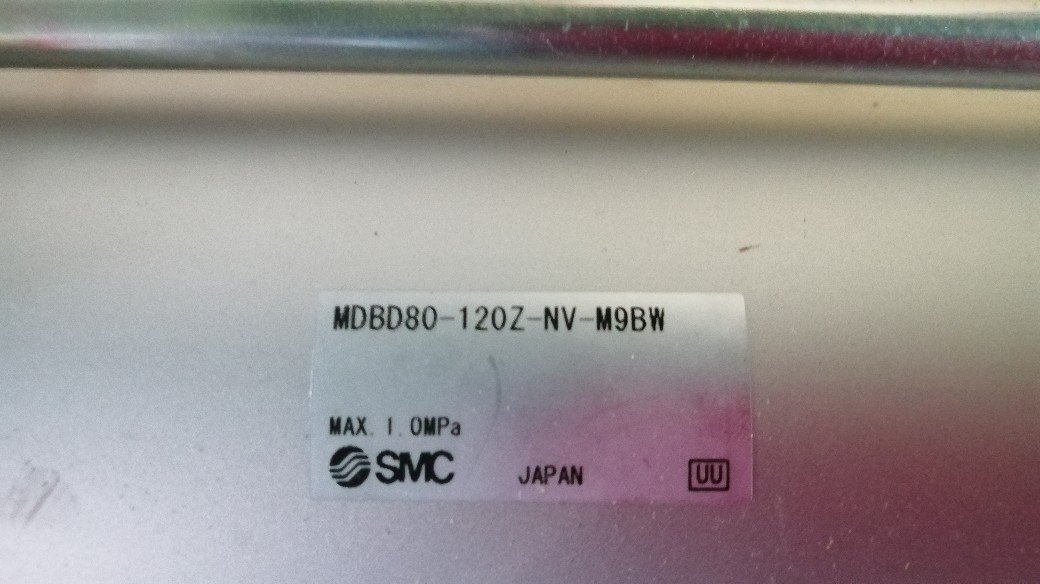 MDBD80-120Z-NV-M9BW
MAX. 1.0MPa
SMC JAPAN UU